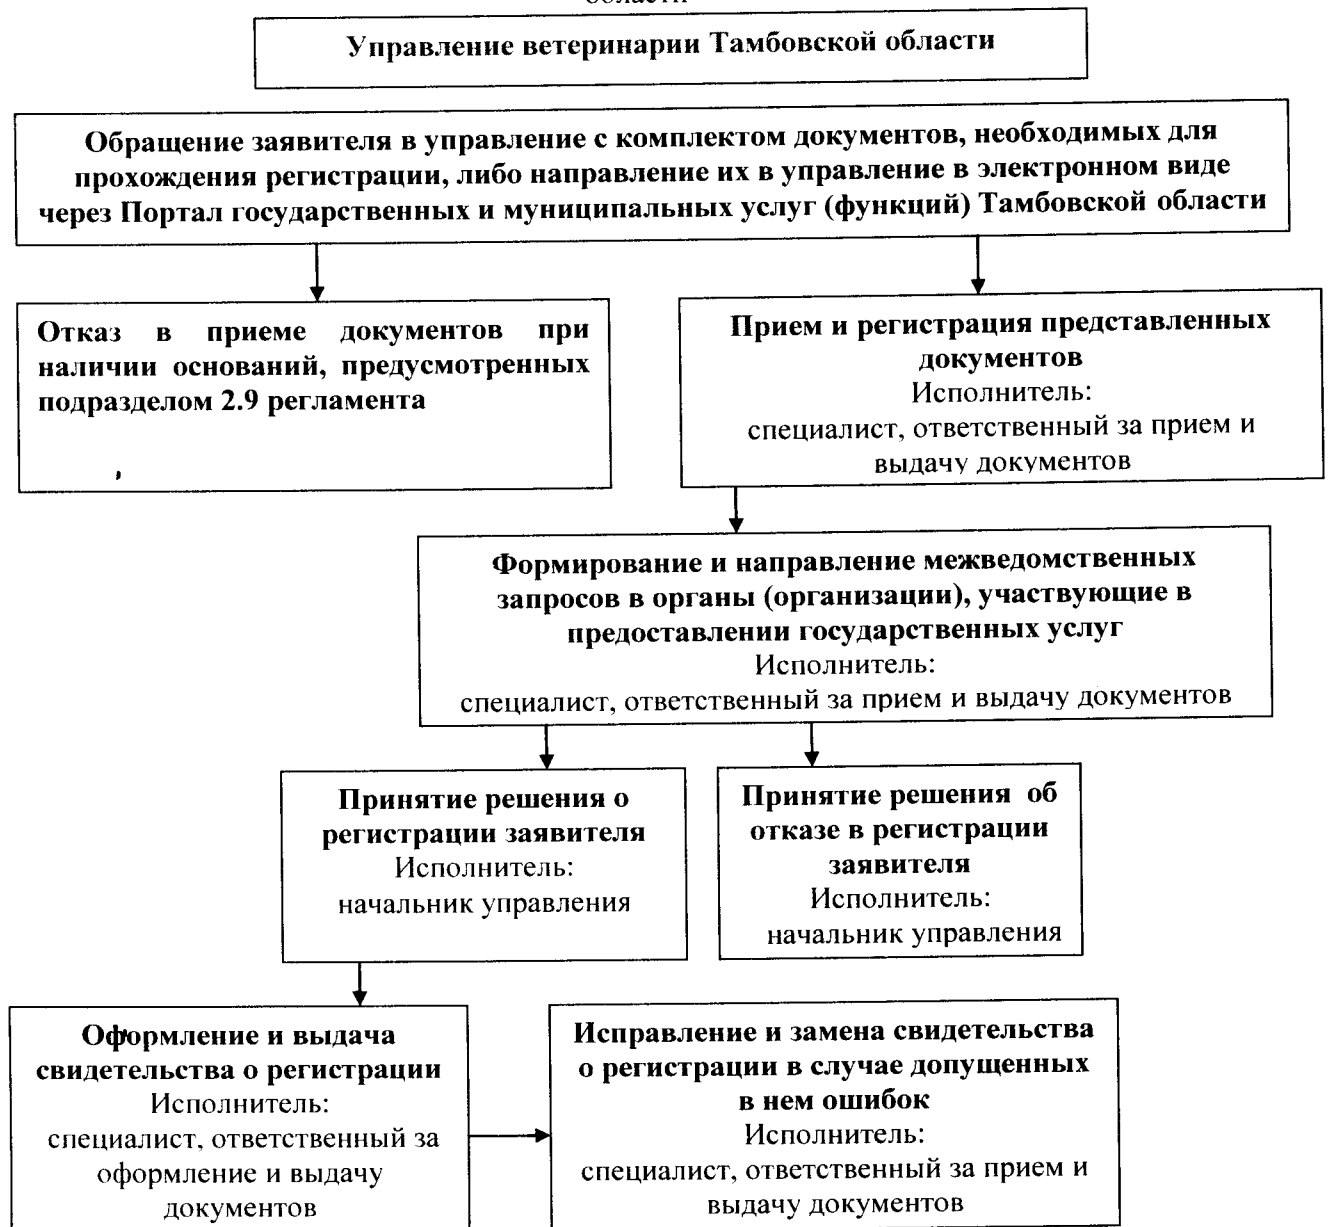 области
Управление ветеринарии Тамбовской области
Обращение заявителя в управление с комплектом документов, необходимых для
прохождения регистрации, либо направление их в управление в электронном виде
через Портал государственных и муниципальных услуг (функций) Тамбовской области
Отказ в приеме документов при
наличии оснований, предусмотренных
подразделом 2.9 регламента
Прием и регистрация представленных
документов
Исполнитель:
специалист, ответственный за прием и
выдачу документов
Формирование и направление межведомственных
запросов в органы (организации), участвующие в
предоставлении государственных услуг
Исполнитель:
специалист, ответственный за прием и выдачу документов
Принятие решения о
регистрации заявителя
Исполнитель:
начальник управления
Принятие решения об
отказе в регистрации
заявителя
Исполнитель:
начальник управления
Оформление и выдача
свидетельства о регистрации
Исполнитель:
специалист, ответственный за
оформление и выдачу
документов
Исправление и замена свидетельства
о регистрации в случае допущенных
в нем ошибок
Исполнитель:
специалист, ответственный за прием и
выдачу документов